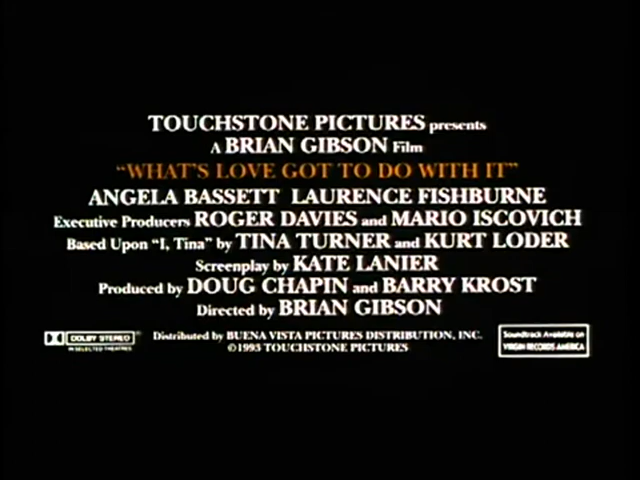 TOUCHSTONE PICTURES presents
A BRIAN GIBSON Film
"WHAT'S LOVE GOT TO DO WITH IT"
ANGELA BASSETT LAURENCE FISHBURNE
Executive Producers ROGER DAVIES and MARIO ISCOVICH
Based Upon "I, Tina" by TINA TURNER and KURT LODER
Screenplay by KATE LANIER
Produced by DOUG CHAPIN and BARRY KROST
Directed by BRIAN GIBSON
DOLBY STEREO
IN SELECTED THEATRES
Distributed by BUENA VISTA PICTURES DISTRIBUTION, INC.
©1993 TOUCHSTONE PICTURES
Soundtrack Available on
VIRGIN RECORDS AMERICA